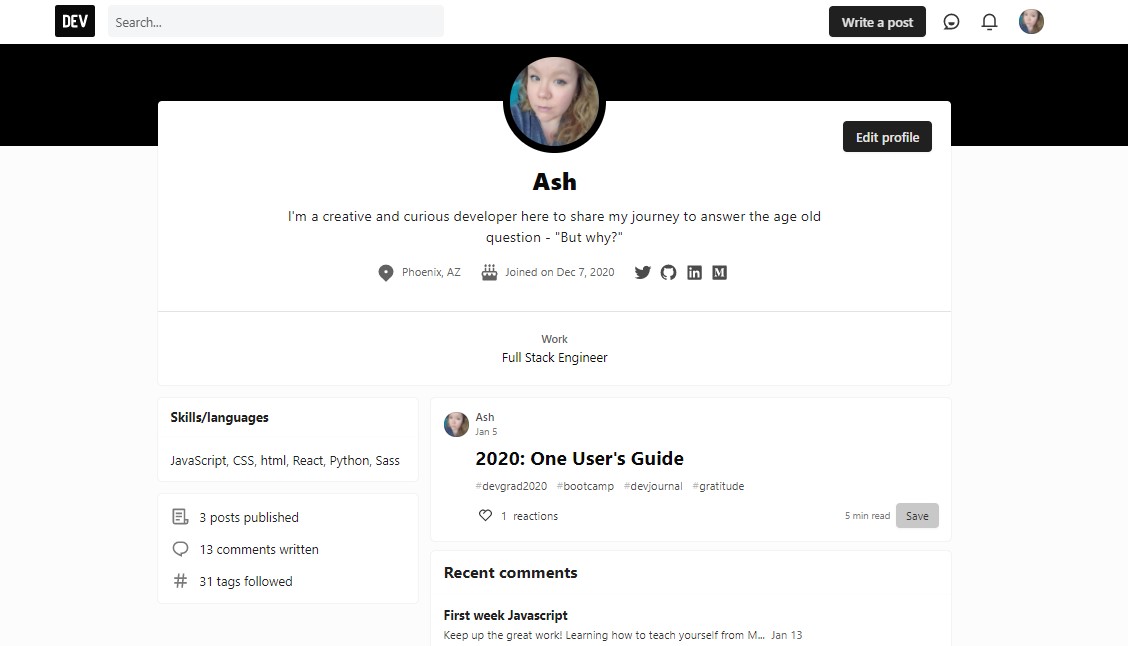 DEV
Search...
Write a post
Edit profile
Ash
I'm a creative and curious developer here to share my journey to answer the age old
question - "But why?"
Phoenix, AZ
Joined on Dec 7, 2020
M
Work
Full Stack Engineer
Skills/languages
JavaScript, CSS, html, React, Python, Sass
3 posts published
13 comments written
31 tags followed
Ash
Jan 5
2020: One User's Guide
#devgrad2020 #bootcamp #devjournal #gratitude
1 reactions
5 min read
Save
Recent comments
First week Javascript
Keep up the great work! Learning how to teach yourself from M... Jan 13